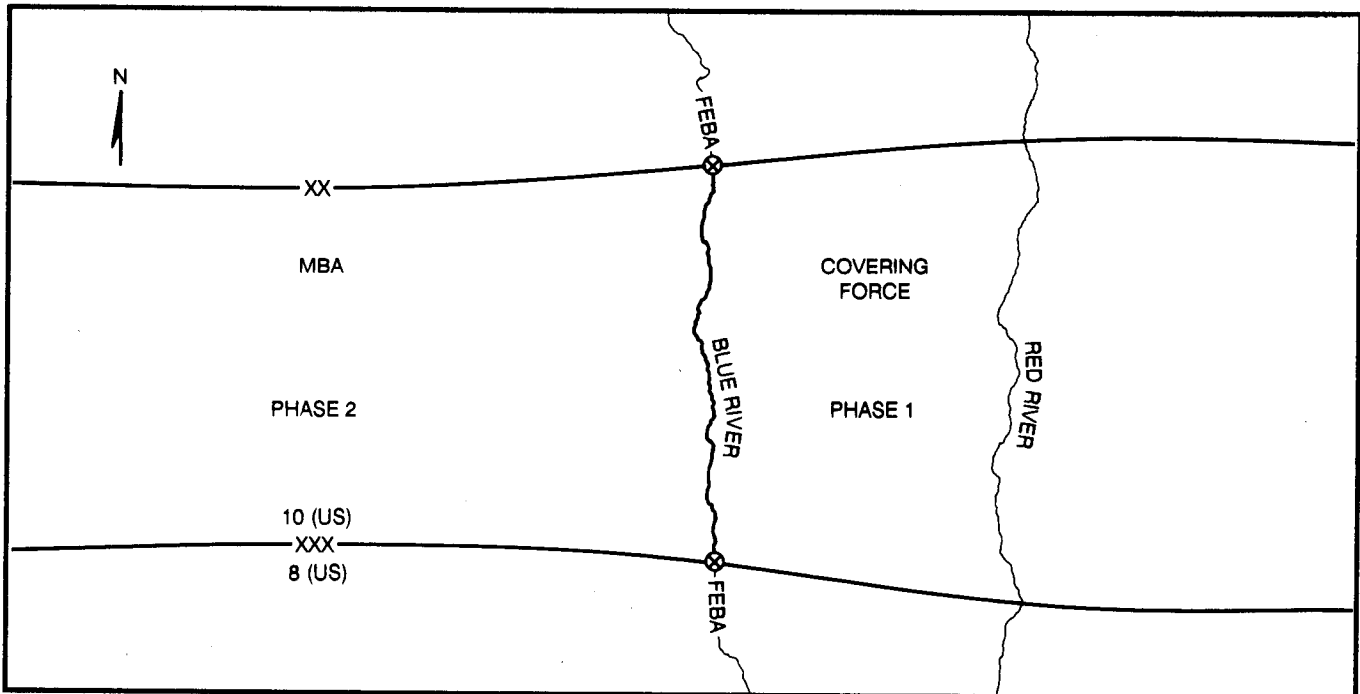 N
FEBA
XX
MBA
COVERING
FORCE
BLUE RIVER
RED RIVER
PHASE 2
PHASE 1
10 (US)
XXX
8 (US)
FEBA